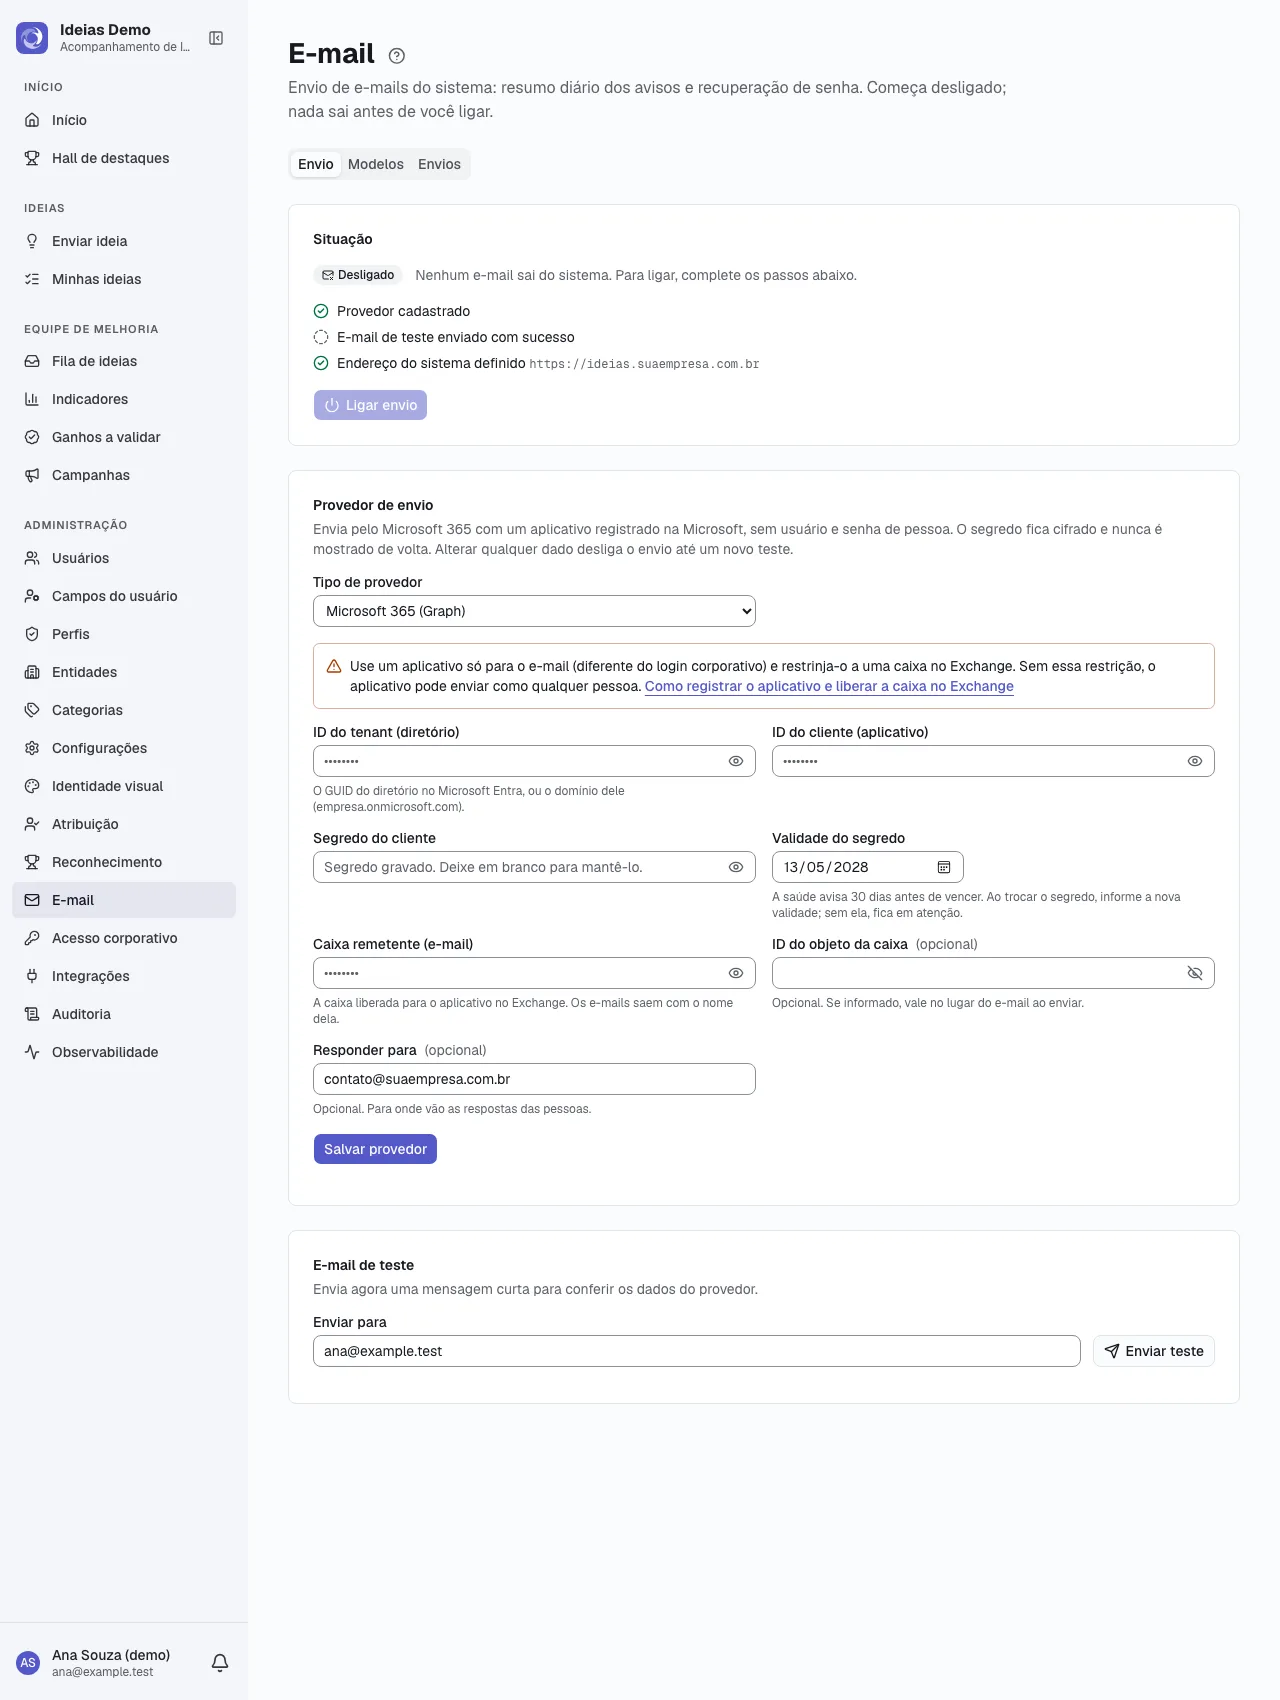 Ideias Demo
Acompanhamento de I...
INÍCIO
Início
Hall de destaques
IDEIAS
Enviar ideia
Minhas ideias
EQUIPE DE MELHORIA
Fila de ideias
Indicadores
Ganhos a validar
Campanhas
ADMINISTRAÇÃO
Usuários
Campos do usuário
Perfis
Entidades
Categorias
Configurações
Identidade visual
Atribuição
Reconhecimento
E-mail
Acesso corporativo
Integrações
Auditoria
Observabilidade
AS
Ana Souza (demo)
ana@example.test
E-mail
Envio de e-mails do sistema: resumo diário dos avisos e recuperação de senha. Começa desligado;
nada sai antes de você ligar.
Envio Modelos Envios
Situação
Desligado Nenhum e-mail sai do sistema. Para ligar, complete os passos abaixo.
Provedor cadastrado
E-mail de teste enviado com sucesso
Endereço do sistema definido https://ideias.suaempresa.com.br
Ligar envio
Provedor de envio
Envia pelo Microsoft 365 com um aplicativo registrado na Microsoft, sem usuário e senha de pessoa. O segredo fica cifrado e nunca é
mostrado de volta. Alterar qualquer dado desliga o envio até um novo teste.
Tipo de provedor
Microsoft 365 (Graph)
Use um aplicativo só para o e-mail (diferente do login corporativo) e restrinja-o a uma caixa no Exchange. Sem essa restrição, o
aplicativo pode enviar como qualquer pessoa. Como registrar o aplicativo e liberar a caixa no Exchange
ID do tenant (diretório)
••••••••
O GUID do diretório no Microsoft Entra, ou o domínio dele
(empresa.onmicrosoft.com).
ID do cliente (aplicativo)
••••••••
Segredo do cliente
Segredo gravado. Deixe em branco para mantê-lo.
Validade do segredo
13/05/2028
A saúde avisa 30 dias antes de vencer. Ao trocar o segredo, informe a nova
validade; sem ela, fica em atenção.
Caixa remetente (e-mail)
••••••••
A caixa liberada para o aplicativo no Exchange. Os e-mails saem com o nome
dela.
ID do objeto da caixa (opcional)
Opcional. Se informado, vale no lugar do e-mail ao enviar.
Responder para (opcional)
contato@suaempresa.com.br
Opcional. Para onde vão as respostas das pessoas.
Salvar provedor
E-mail de teste
Envia agora uma mensagem curta para conferir os dados do provedor.
Enviar para
ana@example.test
Enviar teste